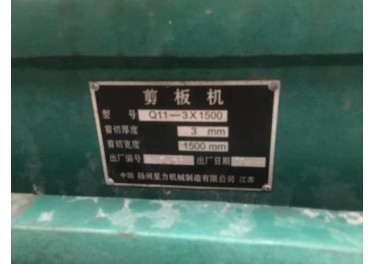 剪板机
型号 Q11—3X1500
剪切厚度 3 mm
剪切宽度 1500 mm
出厂编号 出厂日期
中国 扬州星力机械制造有限公司 江苏